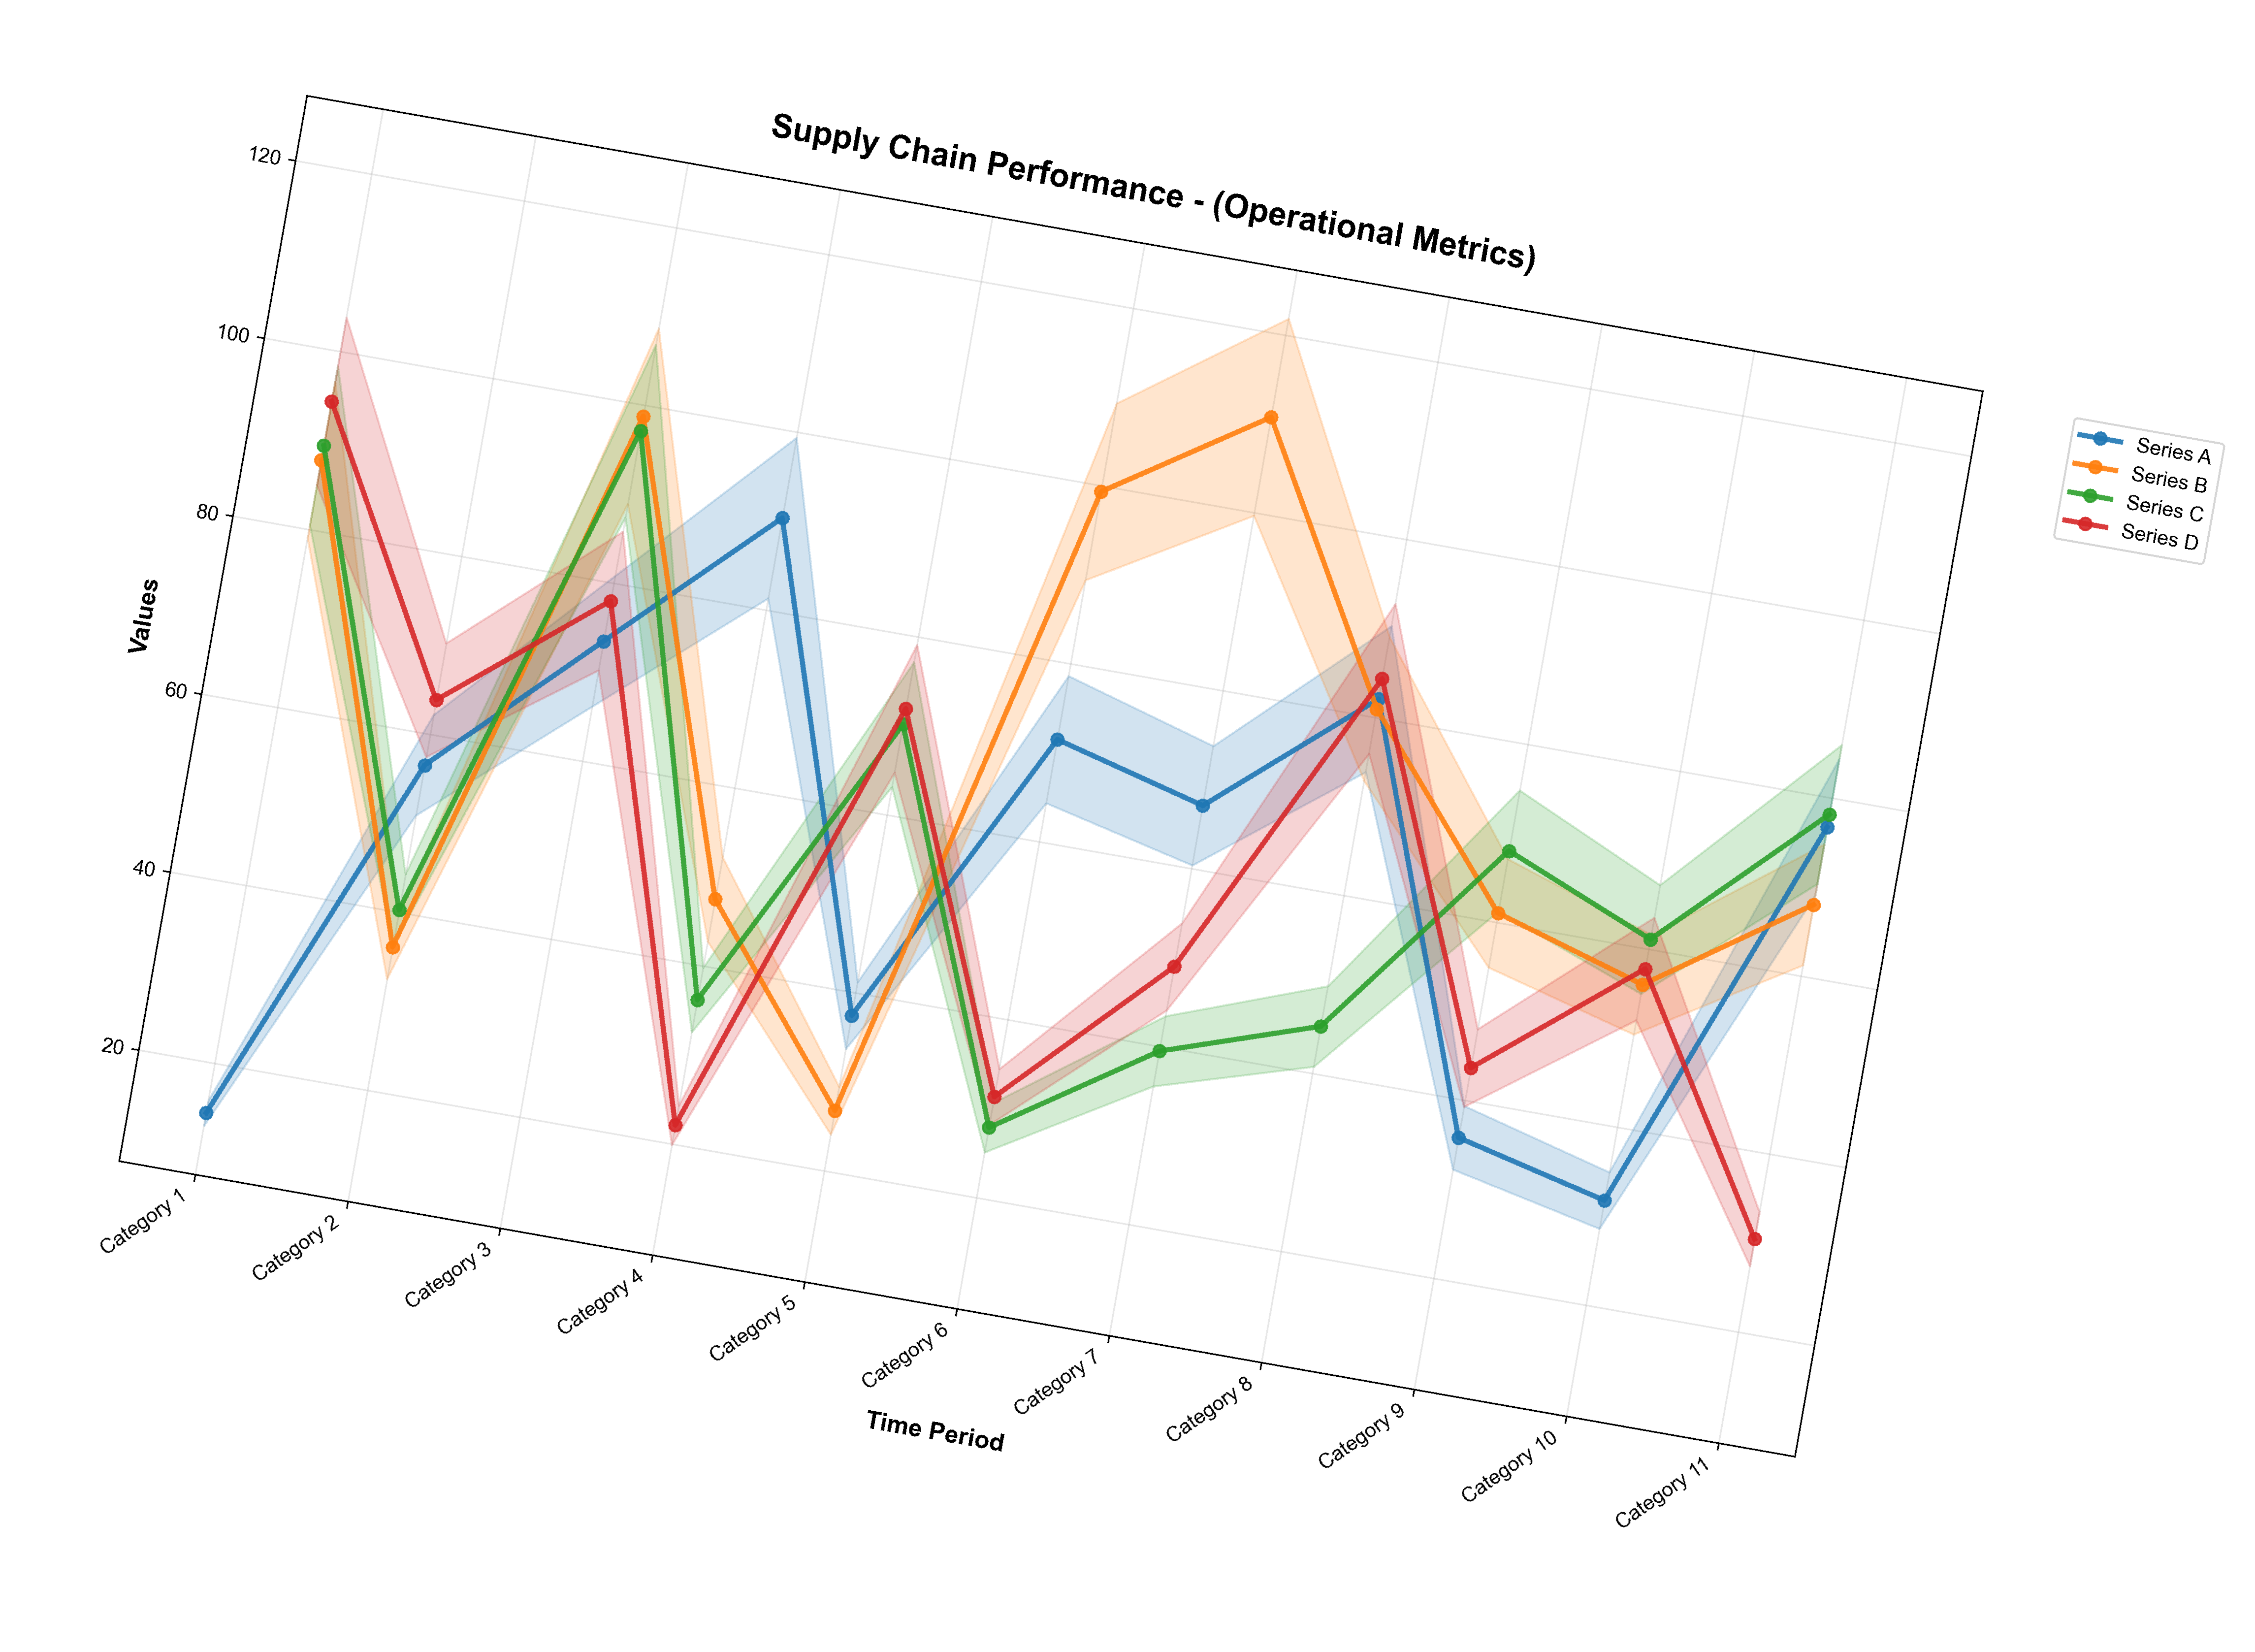 Supply Chain Performance - (Operational Metrics)
120
100
80
60
40
20
Values
Category 1
Category 2
Category 3
Category 4
Category 5
Category 6
Category 7
Category 8
Category 9
Category 10
Category 11
Time Period
Series A
Series B
Series C
Series D